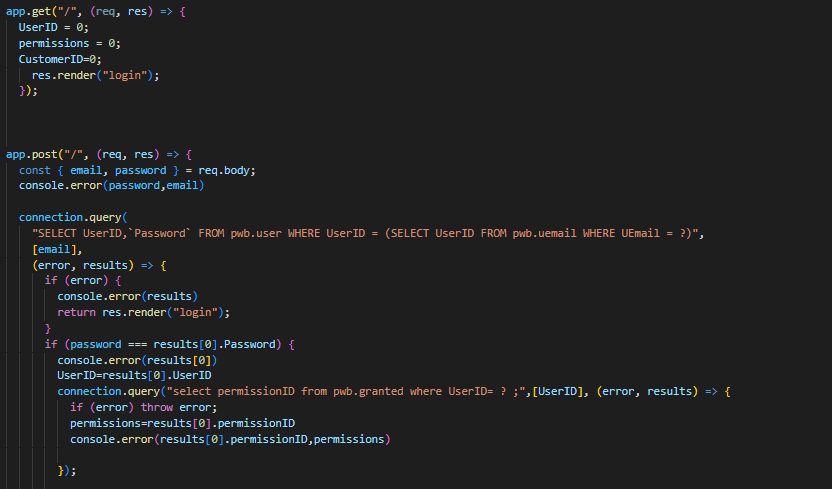 app.get("/", (req, res) => {
UserID = 0;
permissions = 0;
CustomerID=0;
res.render("login");
});
app.post("/", (req, res) => {
const { email, password } = req.body;
console.error(password,email)
connection.query(
"SELECT UserID,`Password` FROM pwb.user WHERE UserID = (SELECT UserID FROM pwb.uemail WHERE UEmail = ?)",
[email],
(error, results) => {
if (error) {
console.error(results)
return res.render("login");
}
if (password === results[0].Password) {
console.error(results[0])
UserID=results[0].UserID
connection.query("select permissionID from pwb.granted where UserID= ? ;",[UserID], (error, results) => {
if (error) throw error;
permissions=results[0].permissionID
console.error(results[0].permissionID,permissions)
});